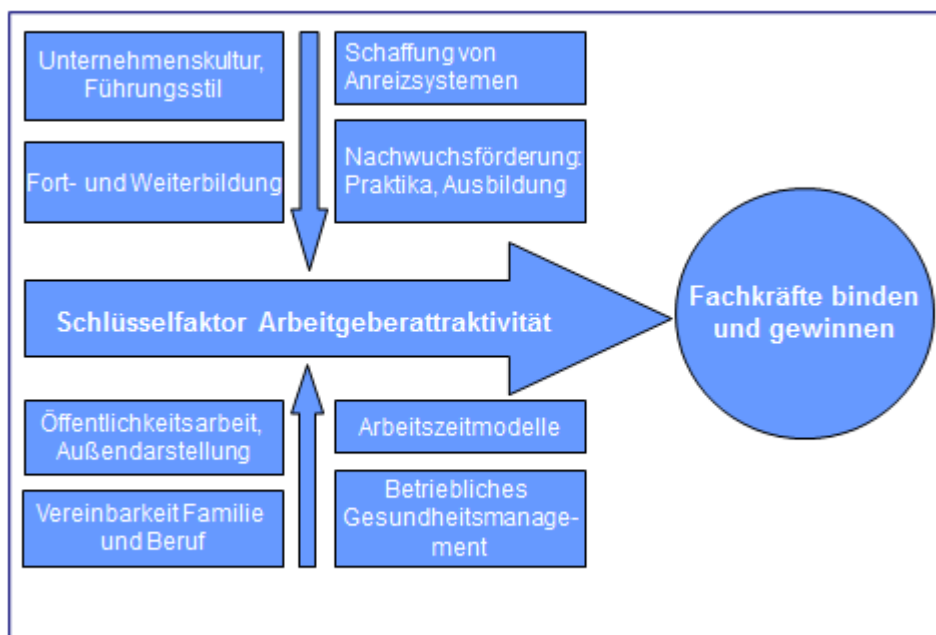 Unternehmenskultur,
Führungsstil
Fort- und Weiterbildung
Schaffung von
Anreizsystemen
Nachwuchsförderung:
Praktika, Ausbildung
Schlüsselfaktor Arbeitgeberattraktivität
Fachkräfte binden
und gewinnen
Öffentlichkeitsarbeit,
Außendarstellung
Vereinbarkeit Familie
und Beruf
Arbeitszeitmodelle
Betriebliches
Gesundheitsmanage-
ment